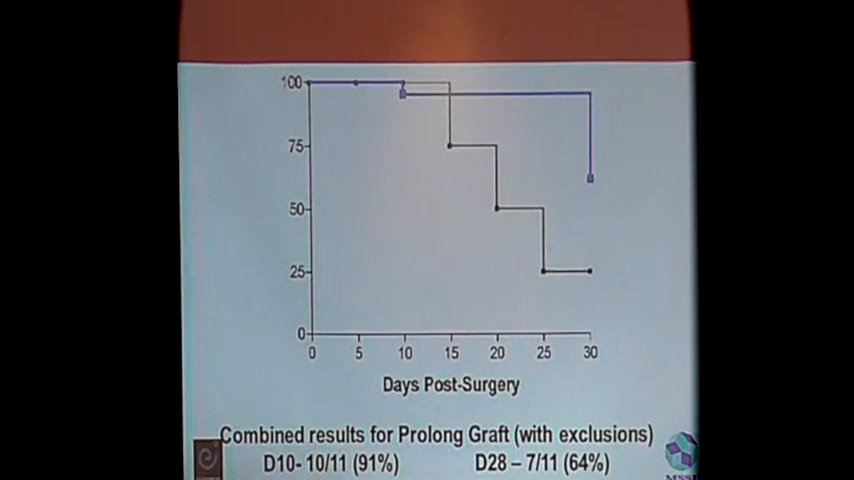 100
75
50
25
0
0 5 10 15 20 25 30
Days Post-Surgery
Combined results for Prolong Graft (with exclusions)
D10- 10/11 (91%) D28 – 7/11 (64%)